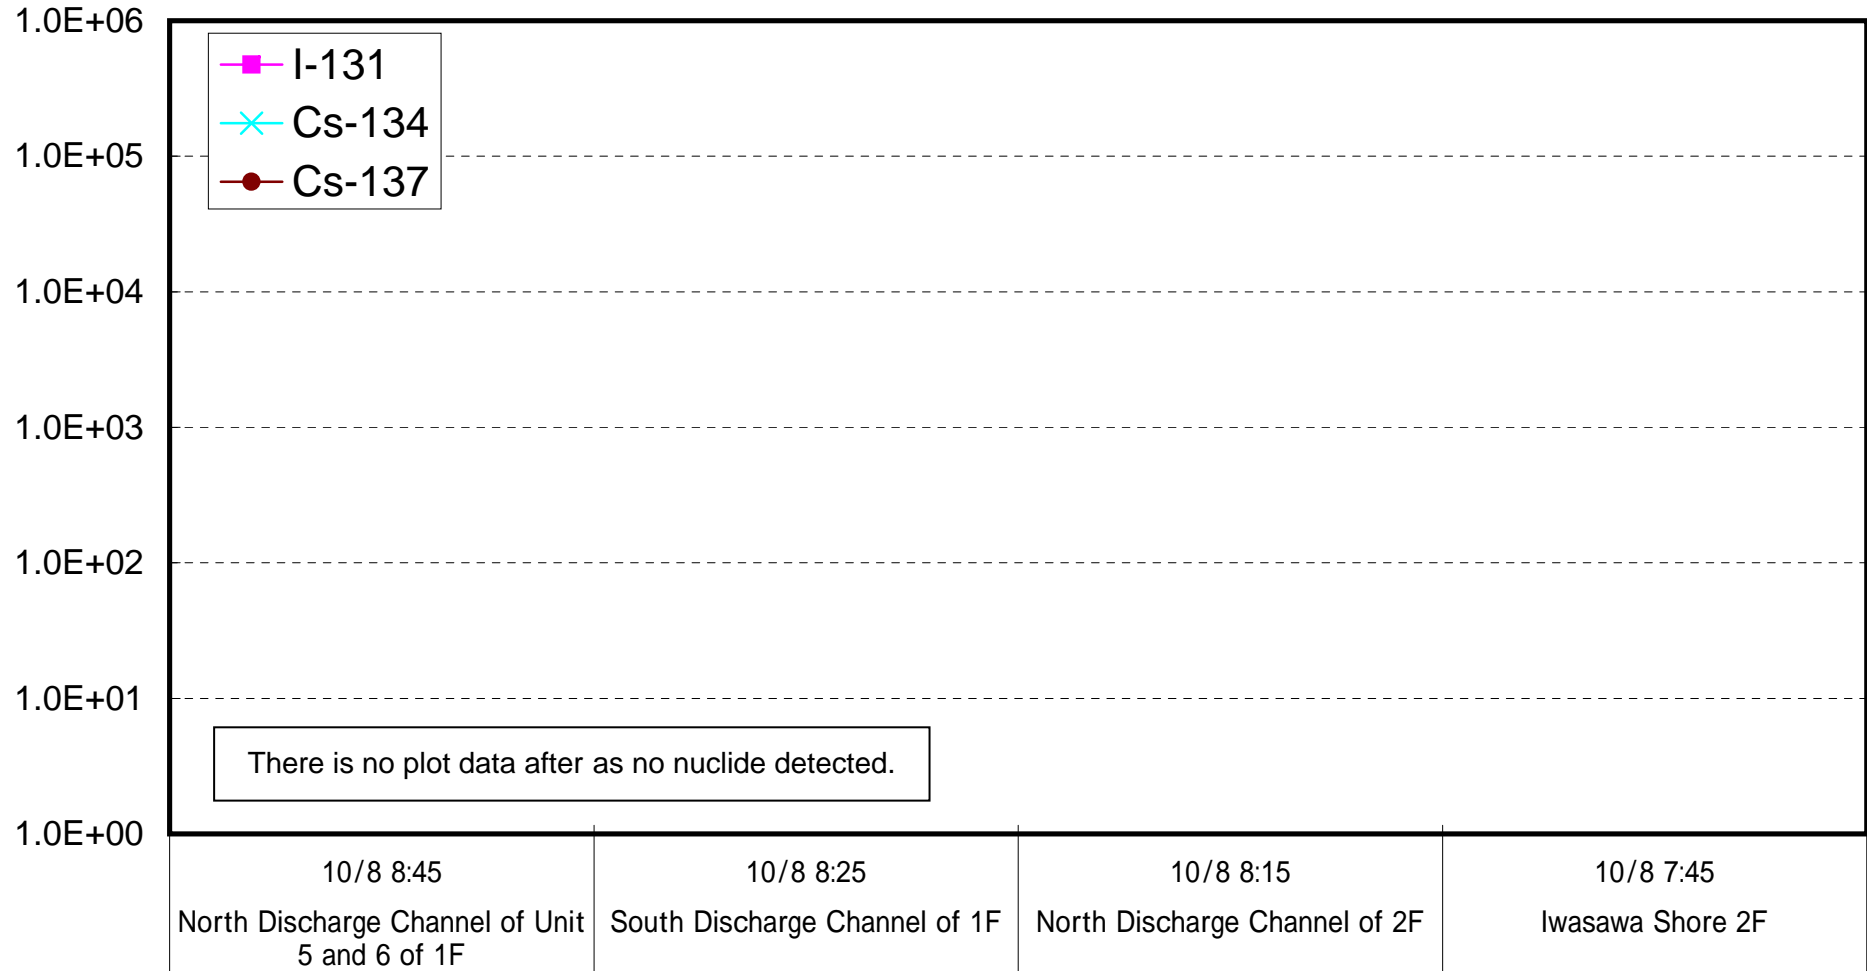 1.0E+06
1.0E+05
1.0E+04
1.0E+03
1.0E+02
1.0E+01
1.0E+00
I-131
Cs-134
Cs-137
There is no plot data after as no nuclide detected.
10/8 8:45
10/8 8:25
10/8 8:15
10/8 7:45
North Discharge Channel of Unit
5 and 6 of 1F
South Discharge Channel of 1F
North Discharge Channel of 2F
Iwasawa Shore 2F